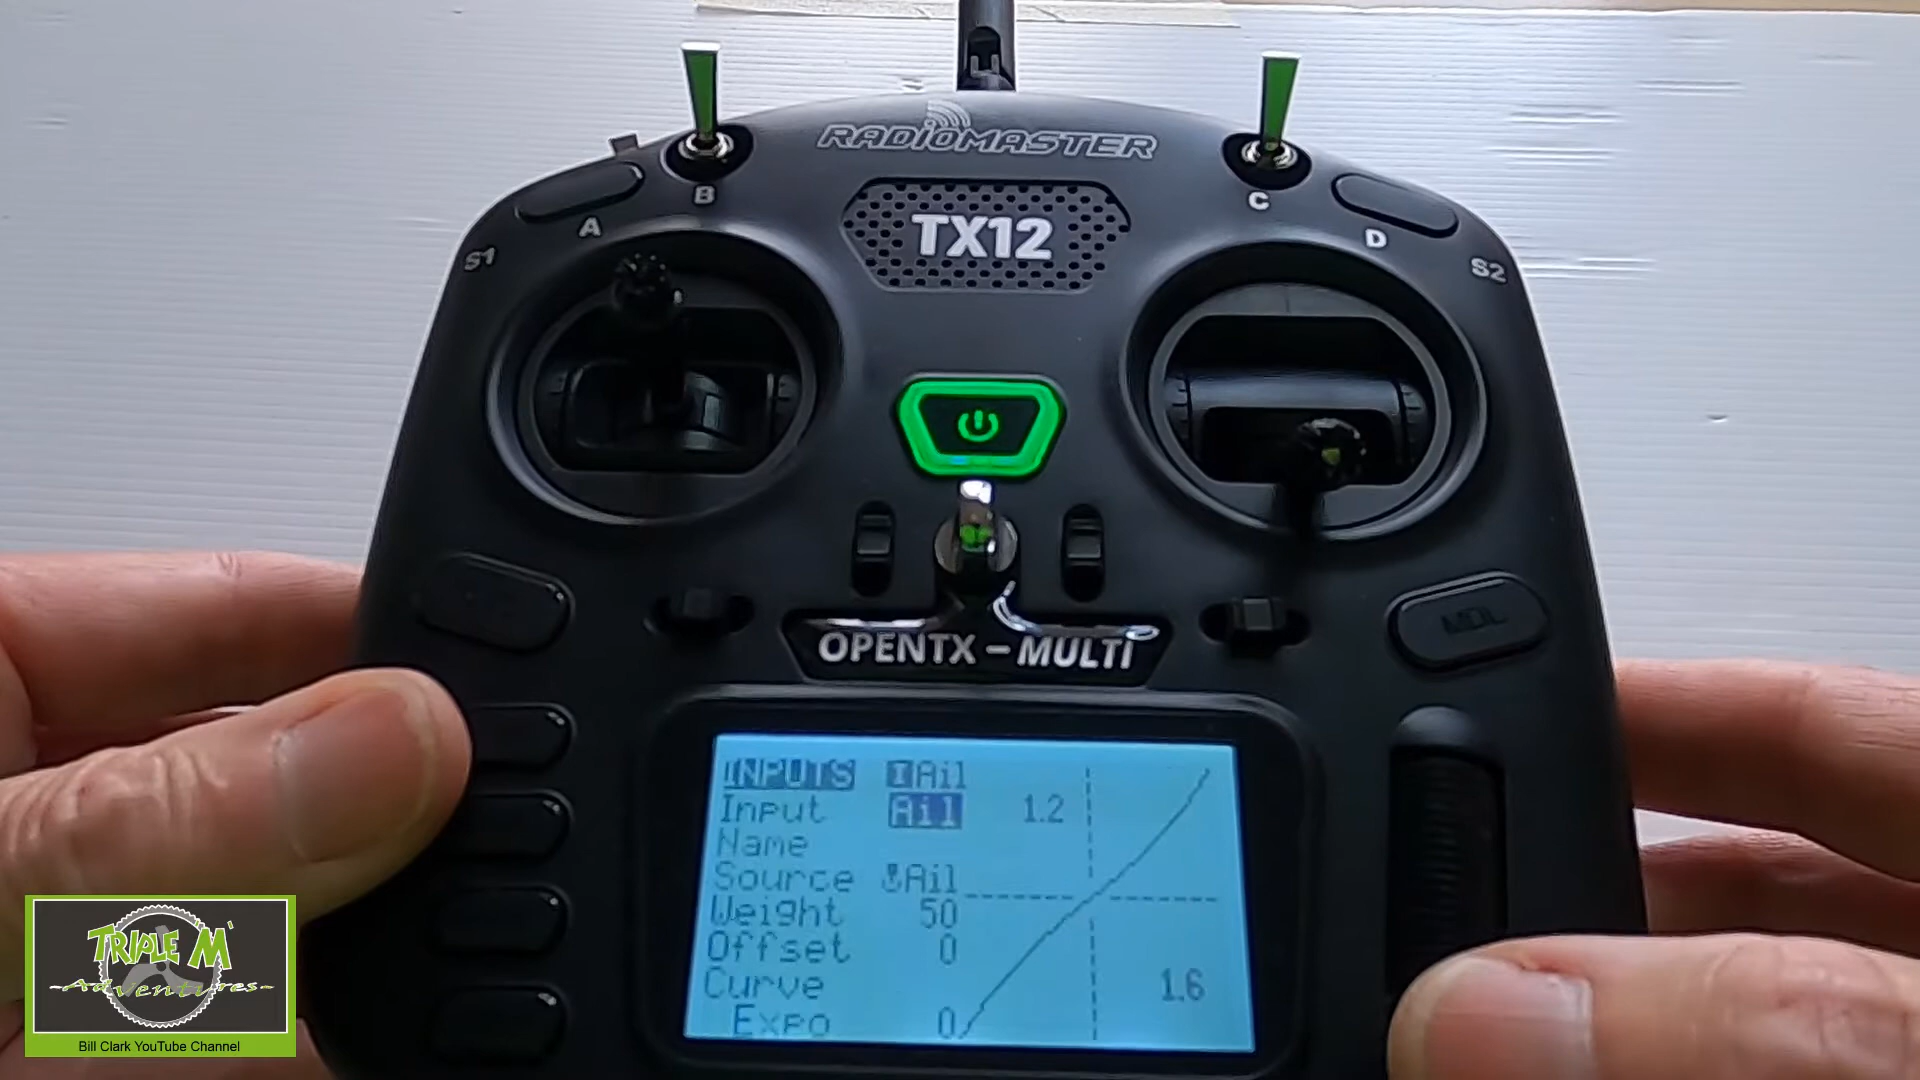 RADIOMASTER
TX12
B
C
A
D
S1
S2
OPENTX – MULTI
MDL
INPUTS IAil
Input Ail 1.2
Name
Source Ail
Weight 50
Offset 0
Curve 1.6
Expo 0
TRIPLE M'
-Adventures-
Bill Clark YouTube Channel